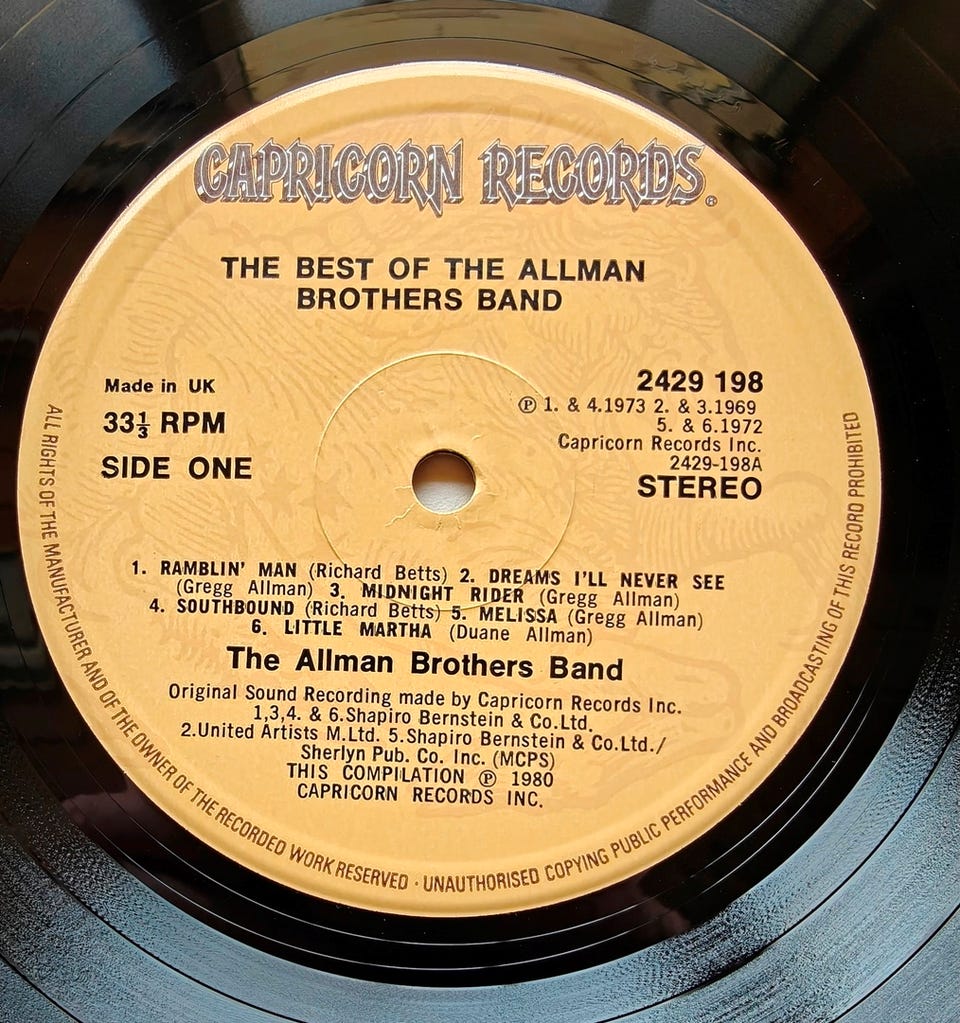 CAPRICORN RECORDS®
THE BEST OF THE ALLMAN
BROTHERS BAND
Made in UK
33⅓ RPM
SIDE ONE
2429 198
℗ 1. & 4.1973 2. & 3.1969
5. & 6.1972
Capricorn Records Inc.
2429-198A
STEREO
1. RAMBLIN' MAN (Richard Betts) 2. DREAMS I'LL NEVER SEE
(Gregg Allman) 3. MIDNIGHT RIDER (Gregg Allman)
4. SOUTHBOUND (Richard Betts) 5. MELISSA (Gregg Allman)
6. LITTLE MARTHA (Duane Allman)
The Allman Brothers Band
Original Sound Recording made by Capricorn Records Inc.
1,3,4. & 6.Shapiro Bernstein & Co.Ltd.
2.United Artists M.Ltd. 5.Shapiro Bernstein & Co.Ltd./
Sherlyn Pub. Co. Inc. (MCPS)
THIS COMPILATION ℗ 1980
CAPRICORN RECORDS INC.
ALL RIGHTS OF THE MANUFACTURER AND OF THE OWNER OF THE RECORDED WORK RESERVED · UNAUTHORISED COPYING PUBLIC PERFORMANCE AND BROADCASTING OF THIS RECORD PROHIBITED